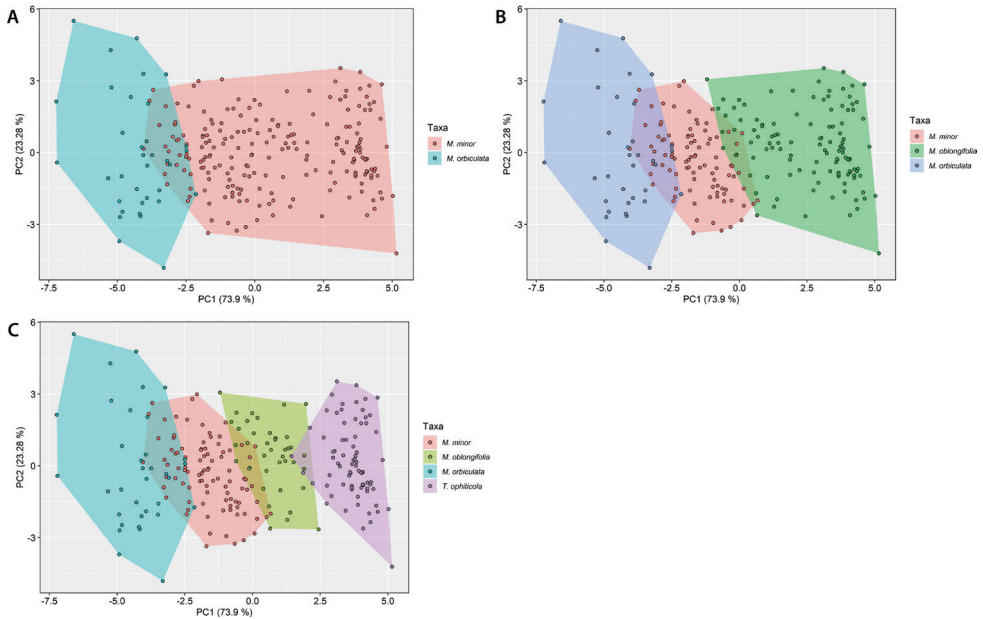 A
6
3
0
-3
PC2 (23.28 %)
-7.5 -5.0 -2.5 0.0 2.5 5.0
PC1 (73.9 %)
Taxa
M. minor
M. orbiculata
B
6
3
0
-3
PC2 (23.28 %)
-7.5 -5.0 -2.5 0.0 2.5 5.0
PC1 (73.9 %)
Taxa
M. minor
M. oblongifolia
M. orbiculata
C
6
3
0
-3
PC2 (23.28 %)
-7.5 -5.0 -2.5 0.0 2.5 5.0
PC1 (73.9 %)
Taxa
M. minor
M. oblongifolia
M. orbiculata
T. ophiticola